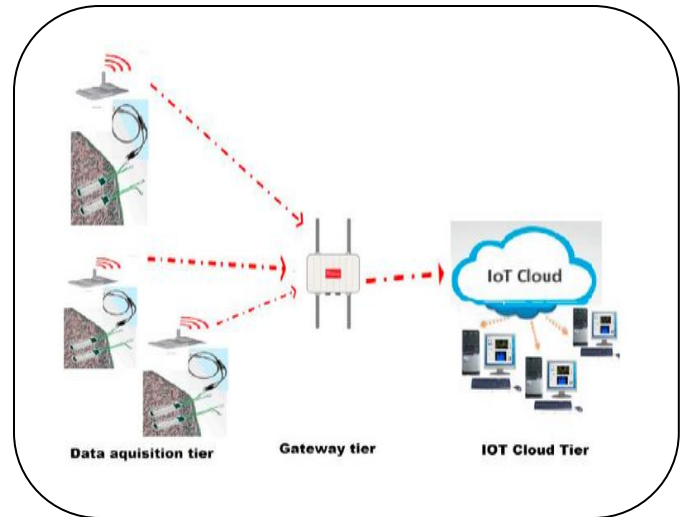 IoT Cloud
Data aquisition tier
Gateway tier
IOT Cloud Tier